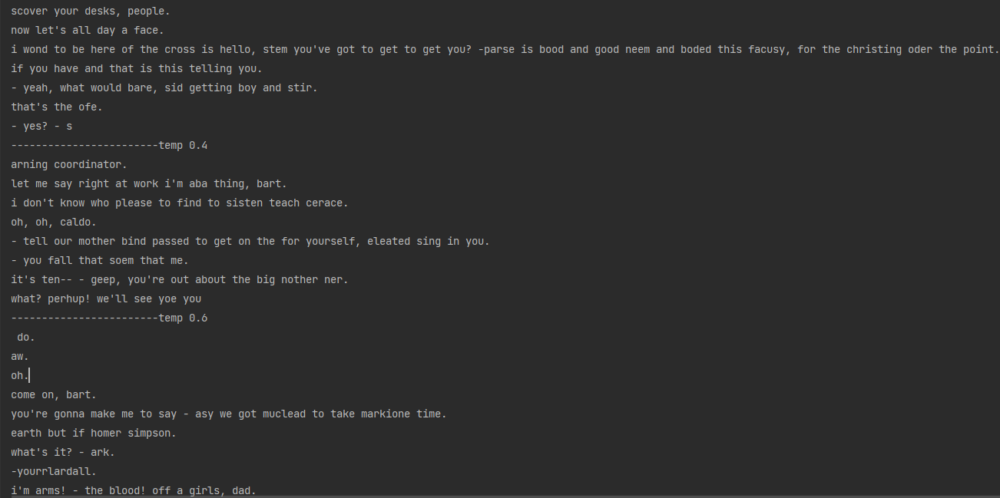 scover your desks, people.
now let's all day a face.
i wond to be here of the cross is hello, stem you've got to get to get you? -parse is bood and good neem and boded this facusy, for the christing oder the point.
if you have and that is this telling you.
- yeah, what would bare, sid getting boy and stir.
that's the ofe.
- yes? - s
------------------------temp 0.4
arning coordinator.
let me say right at work i'm aba thing, bart.
i don't know who please to find to sisten teach cerace.
oh, oh, caldo.
- tell our mother bind passed to get on the for yourself, eleated sing in you.
- you fall that soem that me.
it's ten-- - geep, you're out about the big nother ner.
what? perhup! we'll see yoe you
------------------------temp 0.6
 do.
aw.
oh.
come on, bart.
you're gonna make me to say - asy we got muclead to take markione time.
earth but if homer simpson.
what's it? - ark.
-yourrlardall.
i'm arms! - the blood! off a girls, dad.